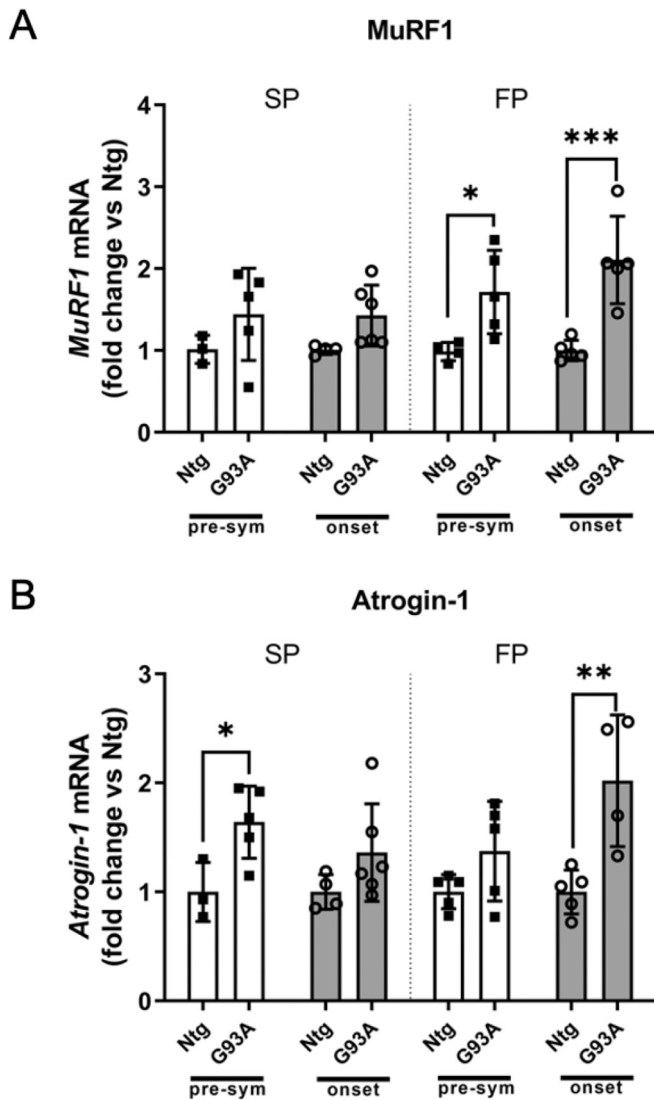 A
MuRF1
SP
FP
MuRF1 mRNA
(fold change vs Ntg)
4
3
2
1
0
*
***
Ntg
G93A
Ntg
G93A
Ntg
G93A
Ntg
G93A
pre-sym
onset
pre-sym
onset
B
Atrogin-1
SP
FP
Atrogin-1 mRNA
(fold change vs Ntg)
3
2
1
0
*
**
Ntg
G93A
Ntg
G93A
Ntg
G93A
Ntg
G93A
pre-sym
onset
pre-sym
onset